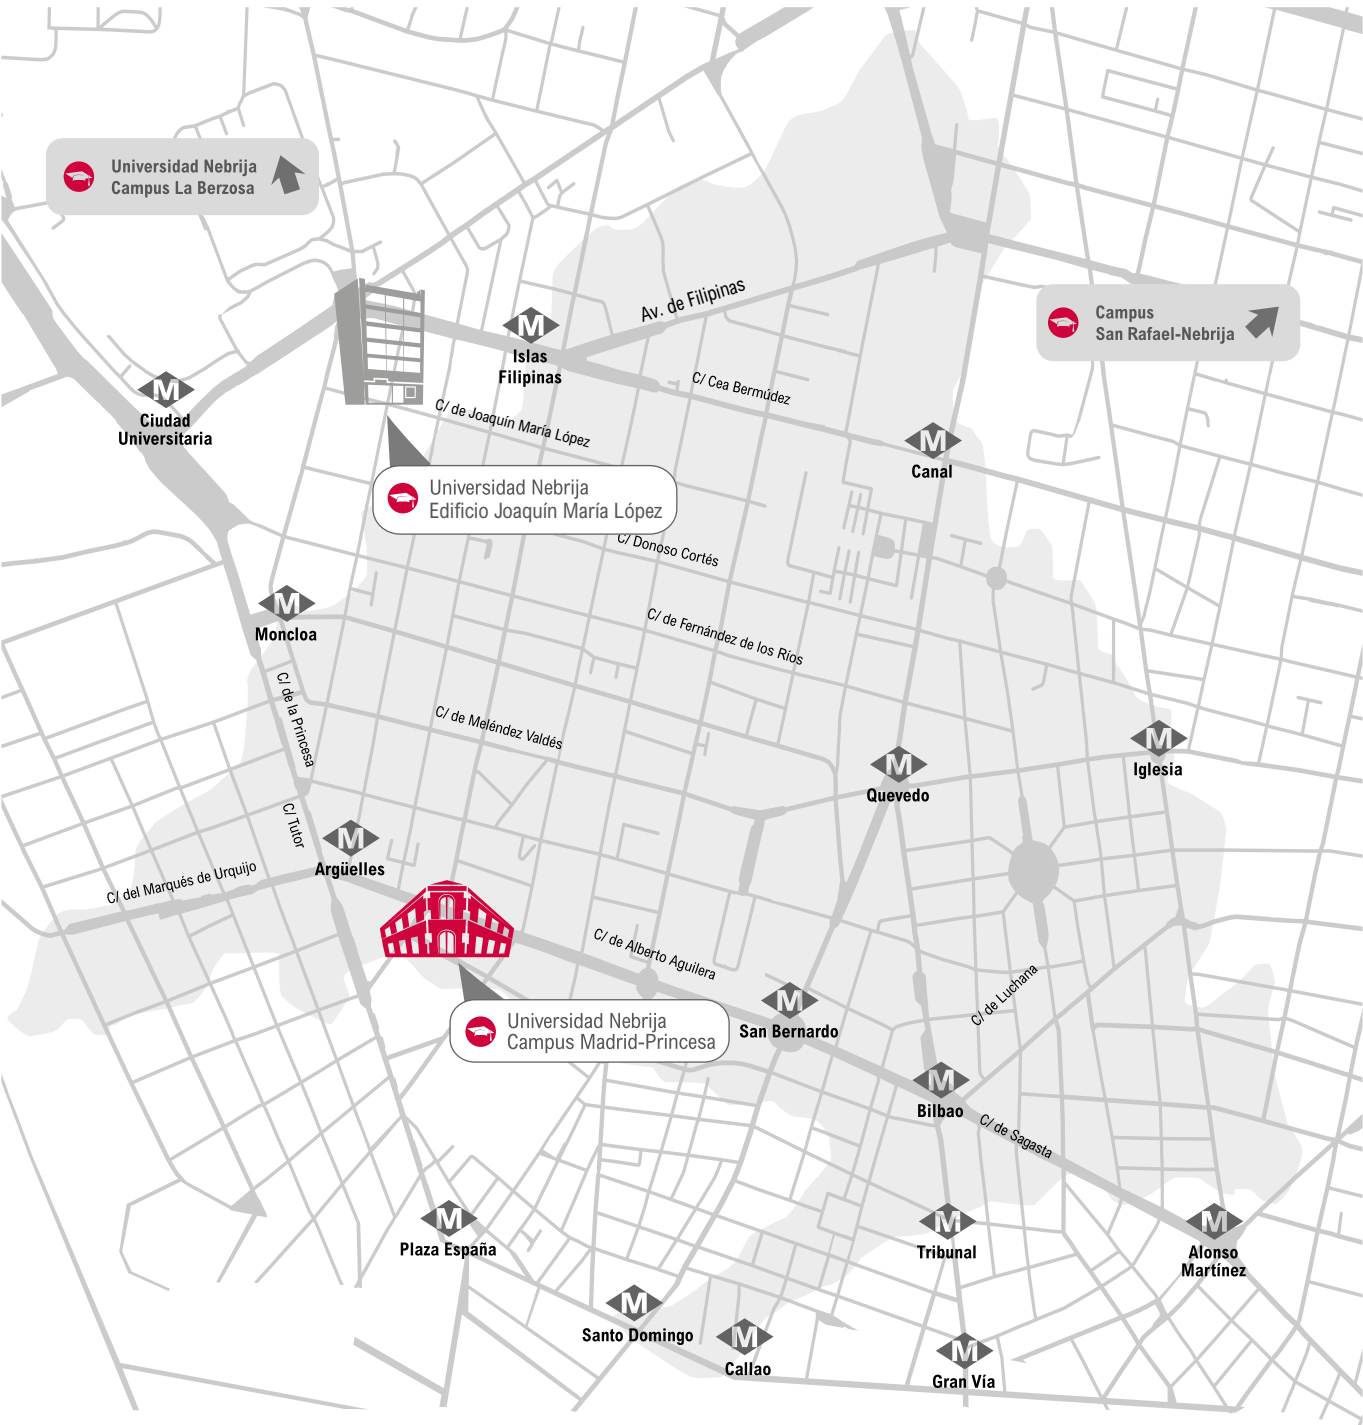 Universidad Nebrija
Campus La Berzosa
Av. de Filipinas
Campus
San Rafael-Nebrija
M
Islas
Filipinas
M
Ciudad
Universitaria
C/ Cea Bermúdez
C/ de Joaquín María López
M
Canal
Universidad Nebrija
Edificio Joaquín María López
C/ Donoso Cortés
M
Moncloa
C/ de Fernández de los Ríos
C/ de la Princesa
C/ de Meléndez Valdés
M
Iglesia
M
Quevedo
C/ Tutor
M
Argüelles
C/ del Marqués de Urquijo
C/ de Alberto Aguilera
C/ de Luchana
M
San Bernardo
Universidad Nebrija
Campus Madrid-Princesa
M
Bilbao
C/ de Sagasta
M
Plaza España
M
Tribunal
M
Alonso
Martínez
M
Santo Domingo
M
Callao
M
Gran Vía